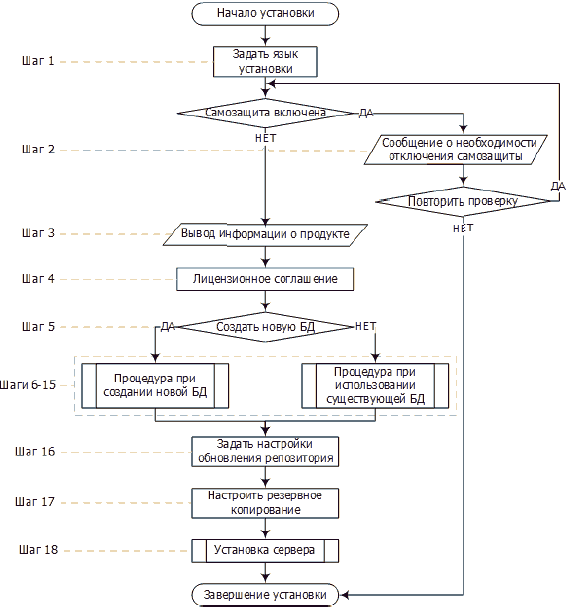 Начало установки
Шаг 1
Задать язык
установки
Самозащита включена
ДА
НЕТ
Шаг 2
Сообщение о необходимости
отключения самозащиты
ДА
Повторить проверку
НЕТ
Шаг 3
Вывод информации о продукте
Шаг 4
Лицензионное соглашение
Шаг 5
ДА
Создать новую БД
НЕТ
Шаги 6-15
Процедура при
создании новой БД
Процедура при
использовании
существующей БД
Шаг 16
Задать настройки
обновления репозитория
Шаг 17
Настроить резервное
копирование
Шаг 18
Установка сервера
Завершение установки